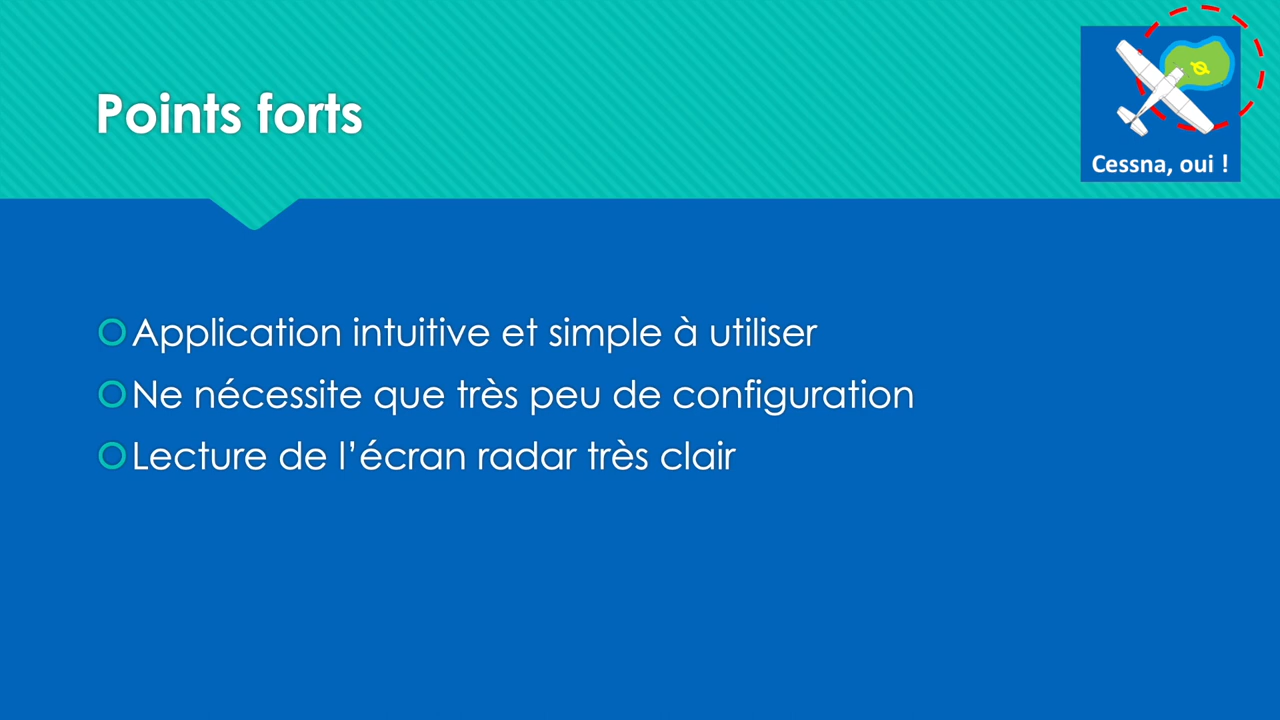 Points forts
Cessna, oui !
Application intuitive et simple à utiliser
Ne nécessite que très peu de configuration
Lecture de l’écran radar très clair